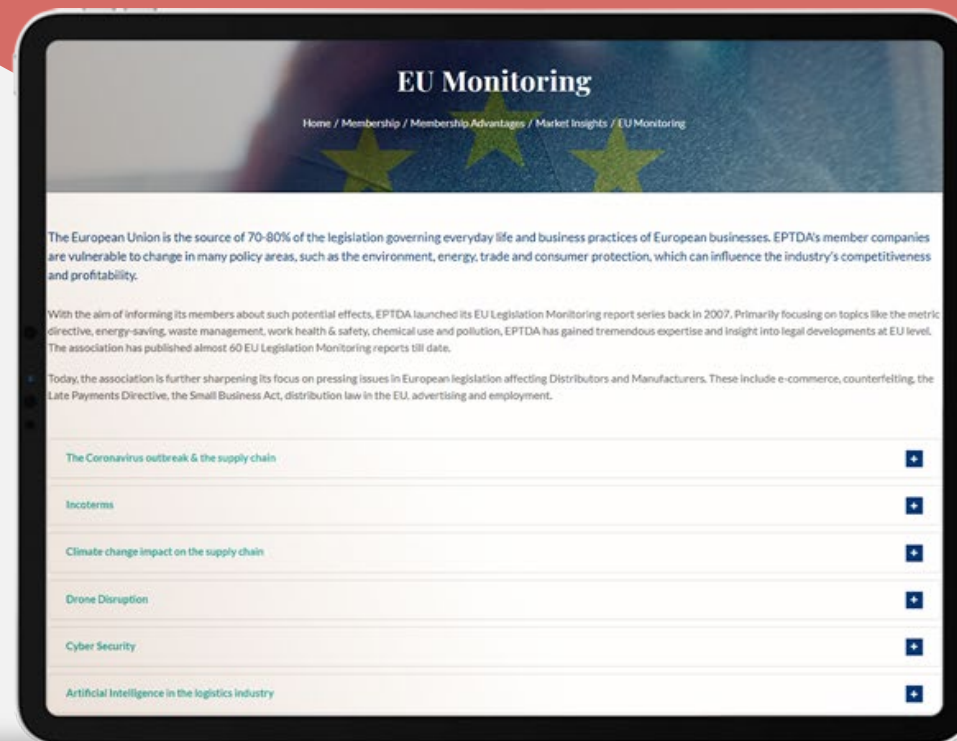 EU Monitoring
Home / Membership / Membership Advantages / Market Insights / EU Monitoring
The European Union is the source of 70-80% of the legislation governing everyday life and business practices of European businesses. EPTDA's member companies
are vulnerable to change in many policy areas, such as the environment, energy, trade and consumer protection, which can influence the industry's competitiveness
and profitability.
With the aim of informing its members about such potential effects, EPTDA launched its EU Legislation Monitoring report series back in 2007. Primarily focusing on topics like the metric
directive, energy-saving, waste management, work health & safety, chemical use and pollution, EPTDA has gained tremendous expertise and insight into legal developments at EU level.
The association has published almost 60 EU Legislation Monitoring reports till date.
Today, the association is further sharpening its focus on pressing issues in European legislation affecting Distributors and Manufacturers. These include e-commerce, counterfeiting, the
Late Payments Directive, the Small Business Act, distribution law in the EU, advertising and employment.
The Coronavirus outbreak & the supply chain
Incoterms
Climate change impact on the supply chain
Drone Disruption
Cyber Security
Artificial Intelligence in the logistics industry